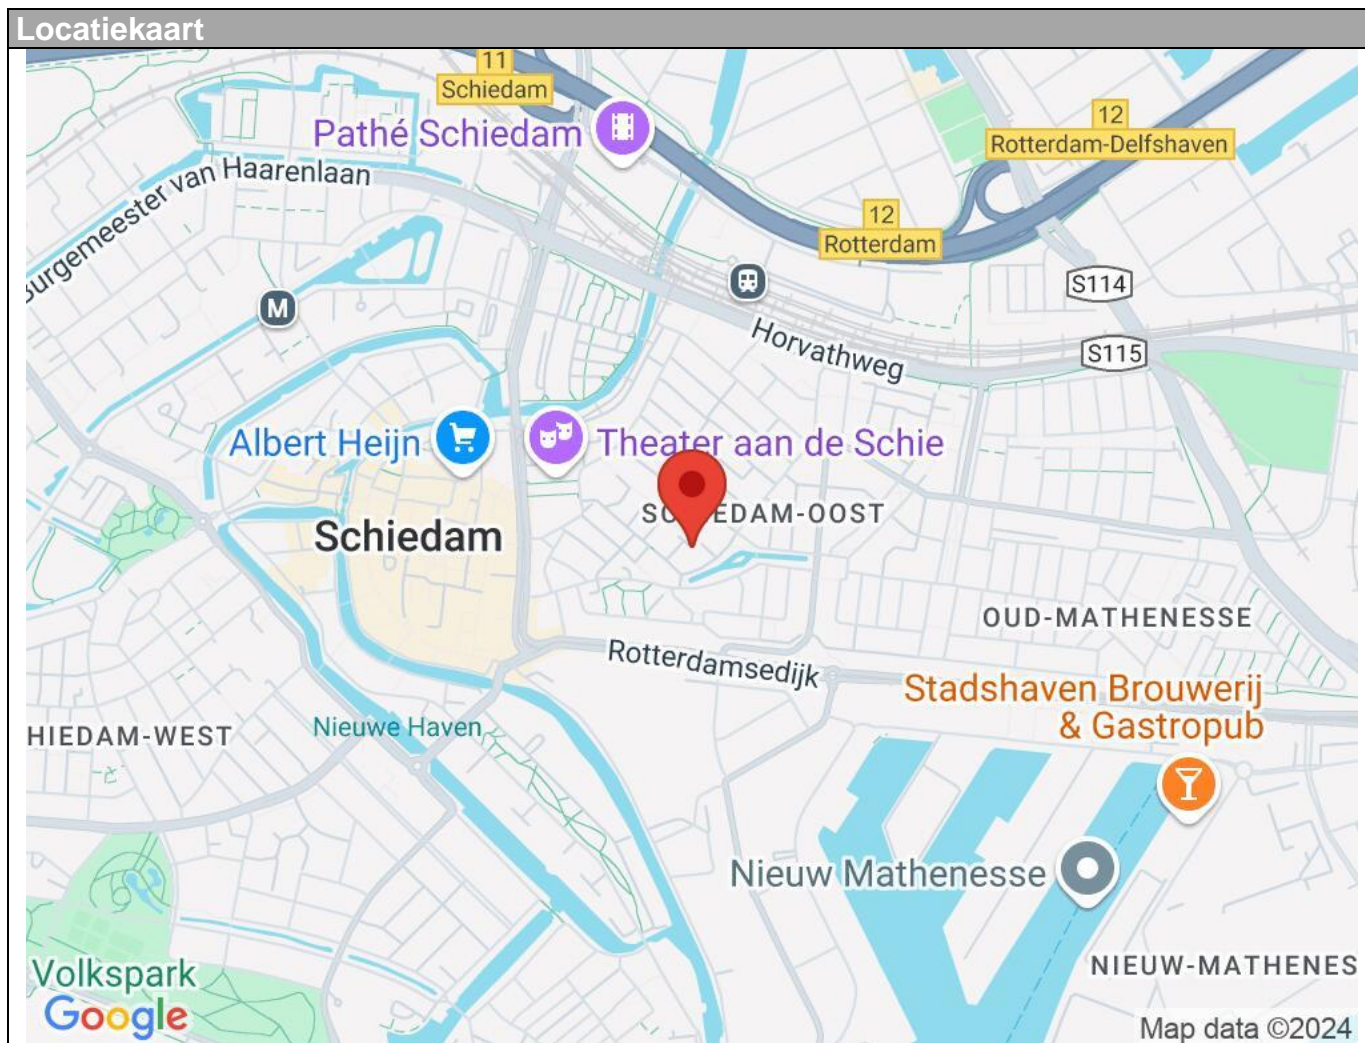 Locatiekaart
11
Schiedam
Pathé Schiedam
12
Rotterdam-Delfshaven
Burgemeester van Haarenlaan
12
Rotterdam
S114
M
Horvathweg
S115
Albert Heijn
Theater aan de Schie
SCHIEDAM-OOST
Schiedam
OUD-MATHENESSE
Rotterdamsedijk
Stadshaven Brouwerij
& Gastropub
Nieuwe Haven
HIEDAM-WEST
Nieuw Mathenesse
NIEUW-MATHENES
Volkspark
Google
Map data ©2024